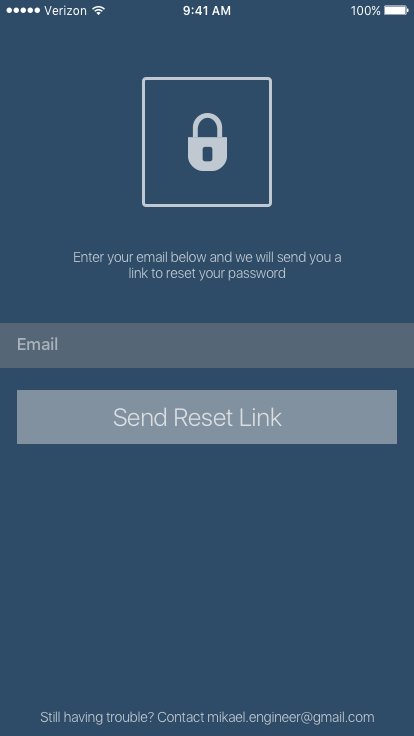 Verizon 9:41 AM 100%
Enter your email below and we will send you a
link to reset your password
Email
Send Reset Link
Still having trouble? Contact mikael.engineer@gmail.com